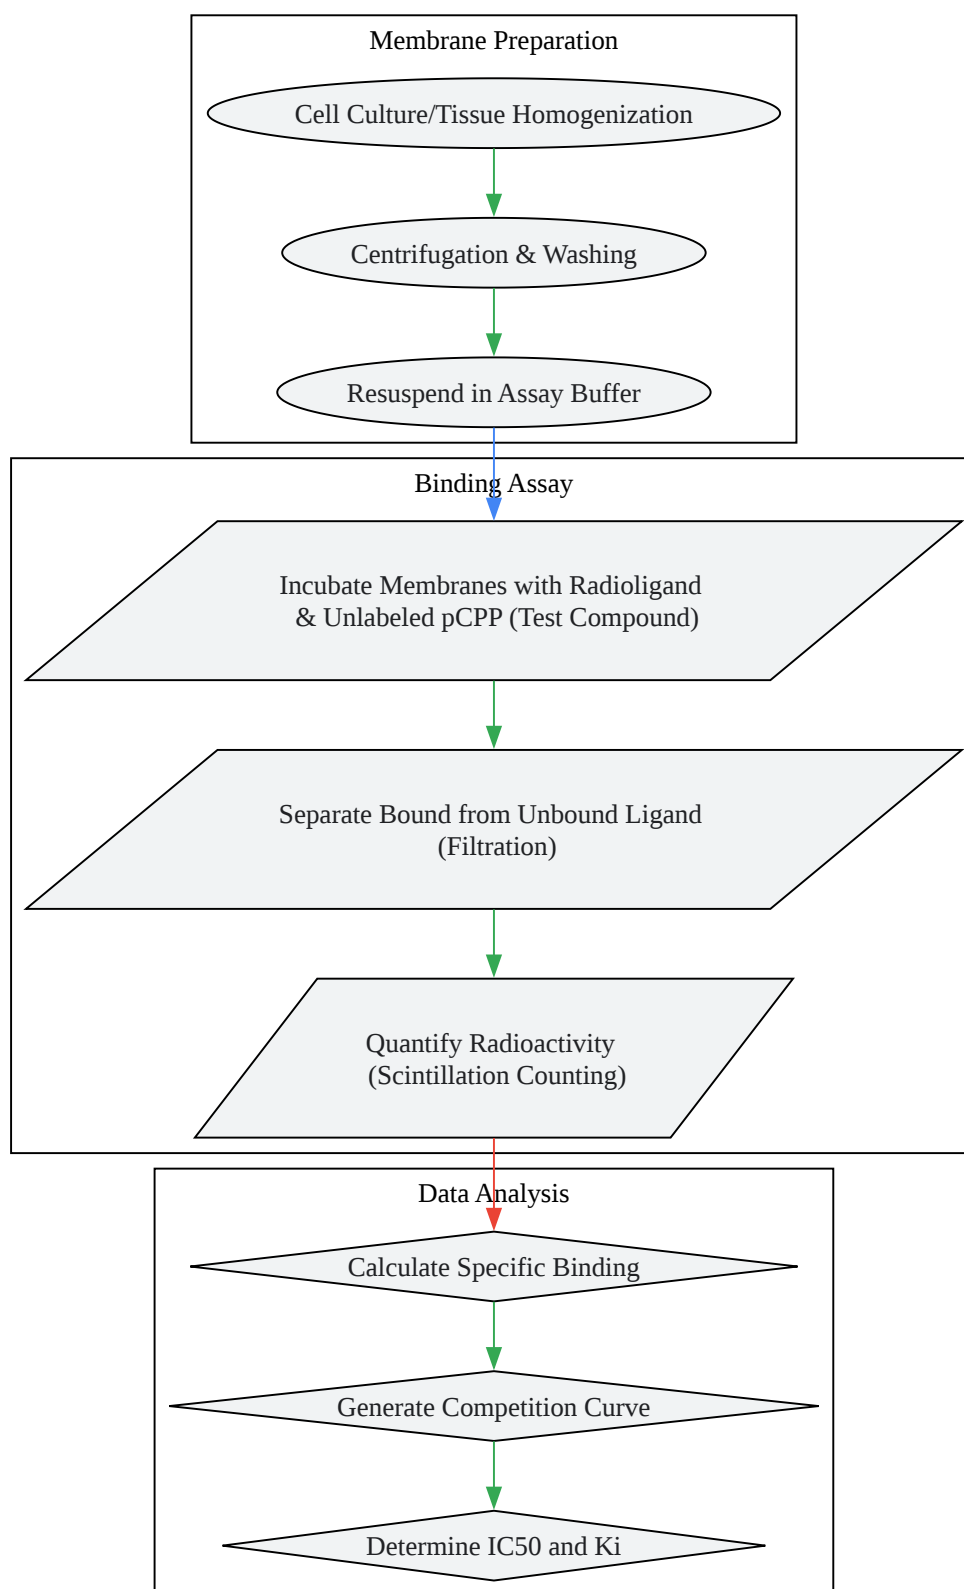 Membrane Preparation
Cell Culture/Tissue Homogenization
Centrifugation & Washing
Resuspend in Assay Buffer
Binding Assay
Incubate Membranes with Radioligand
& Unlabeled pCPP (Test Compound)
Separate Bound from Unbound Ligand
(Filtration)
Quantify Radioactivity
(Scintillation Counting)
Data Analysis
Calculate Specific Binding
Generate Competition Curve
Determine IC50 and Ki